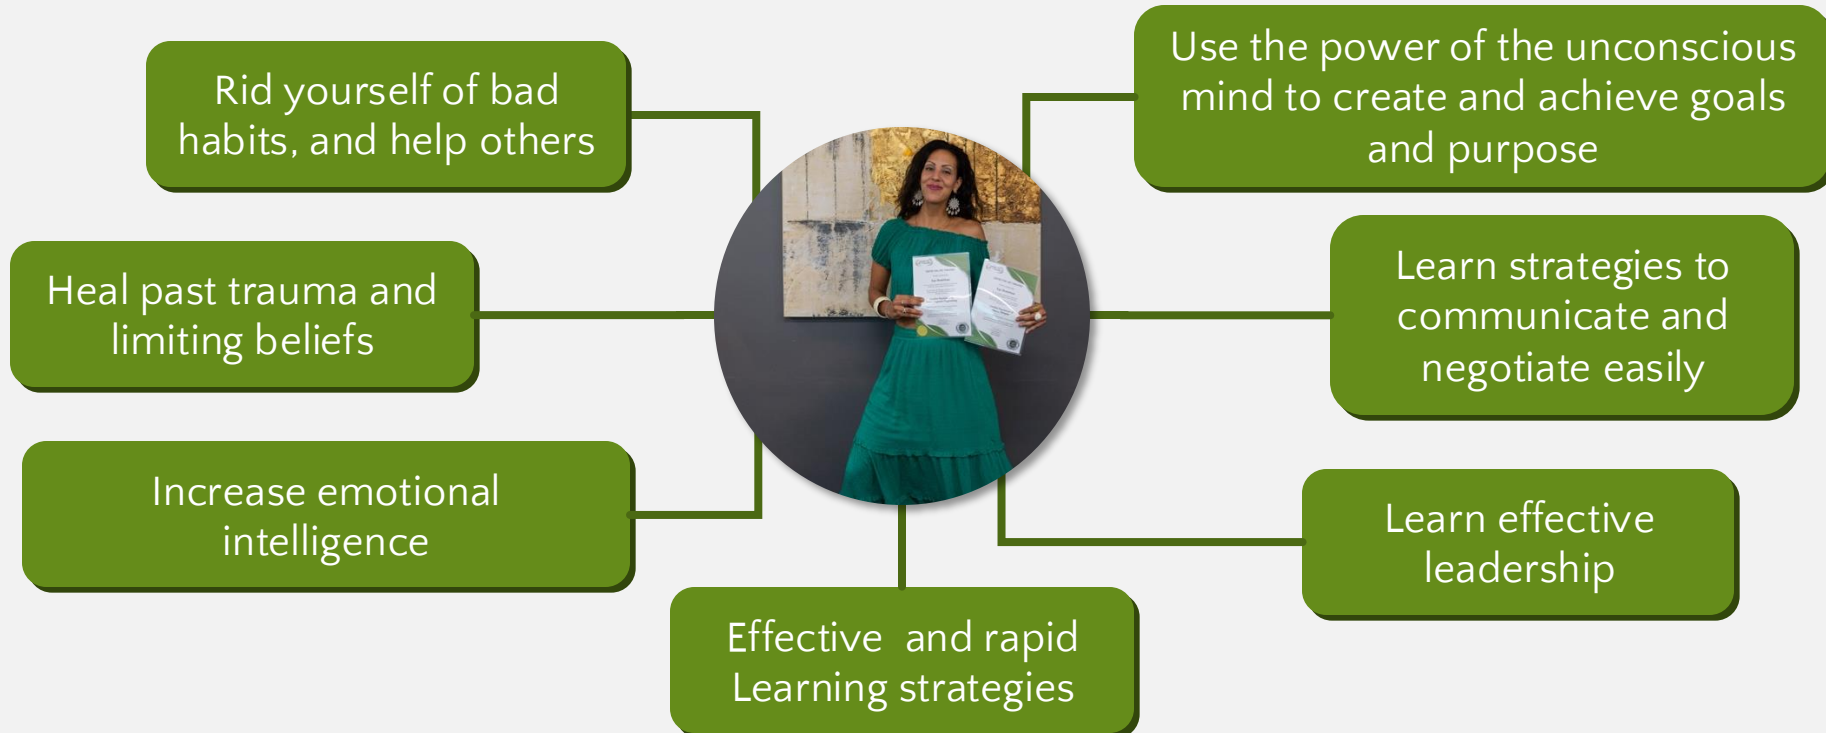 Rid yourself of bad
habits, and help others
Use the power of the unconscious
mind to create and achieve goals
and purpose
Heal past trauma and
limiting beliefs
Learn strategies to
communicate and
negotiate easily
Increase emotional
intelligence
Learn effective
leadership
Effective  and rapid
Learning strategies